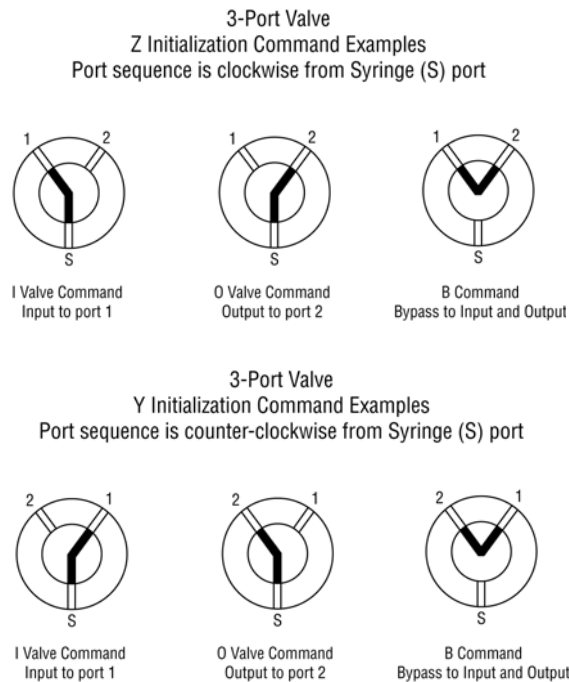 3-Port Valve
Z Initialization Command Examples
Port sequence is clockwise from Syringe (S) port
1 2 1 2 1 2
S S S
I Valve Command O Valve Command B Command
Input to port 1 Output to port 2 Bypass to Input and Output
3-Port Valve
Y Initialization Command Examples
Port sequence is counter-clockwise from Syringe (S) port
2 1 2 1 2 1
S S S
I Valve Command O Valve Command B Command
Input to port 1 Output to port 2 Bypass to Input and Output